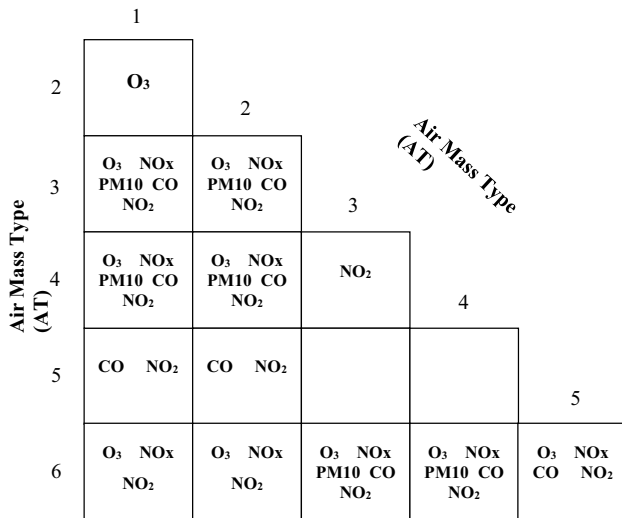 1
2
O₃
2
Air Mass Type
(AT)
3
O₃ NOx
PM10 CO
NO₂
O₃ NOx
PM10 CO
NO₂
3
Air Mass Type
(AT)
4
O₃ NOx
PM10 CO
NO₂
O₃ NOx
PM10 CO
NO₂
NO₂
4
5
CO NO₂
CO NO₂
5
6
O₃ NOx
NO₂
O₃ NOx
NO₂
O₃ NOx
PM10 CO
NO₂
O₃ NOx
PM10 CO
NO₂
O₃ NOx
CO NO₂